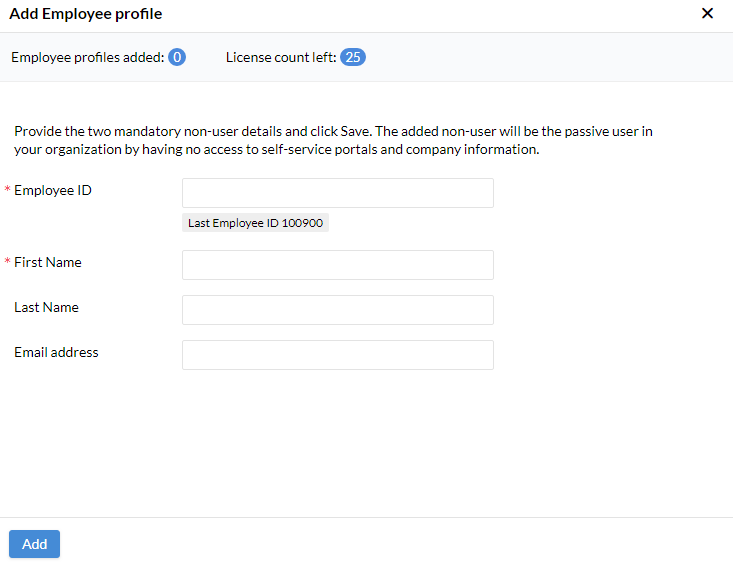 Add Employee profile ✕
Employee profiles added: 0 License count left: 25
Provide the two mandatory non-user details and click Save. The added non-user will be the passive user in
your organization by having no access to self-service portals and company information.
* Employee ID
Last Employee ID 100900
* First Name
Last Name
Email address
Add